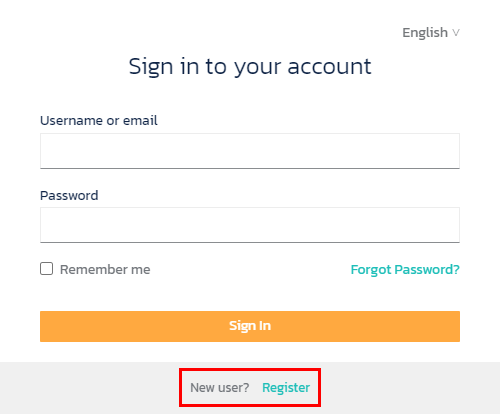 English
Sign in to your account
Username or email
Password
Remember me
Forgot Password?
Sign In
New user? Register